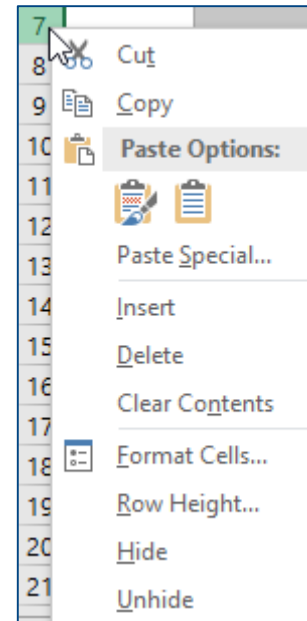 7
8 Cut
9 Copy
10 Paste Options:
11
12
13 Paste Special...
14 Insert
15 Delete
16 Clear Contents
17
18 Format Cells...
19 Row Height...
20 Hide
21 Unhide